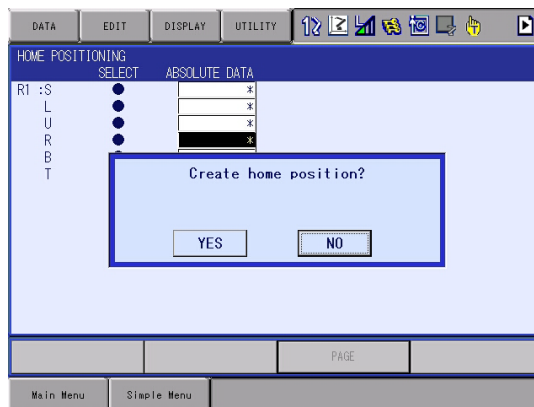 DATA EDIT DISPLAY UTILITY
HOME POSITIONING
SELECT ABSOLUTE DATA
R1 :S *
L *
U *
R *
B
T
Create home position?
YES NO
PAGE
Main Menu Simple Menu